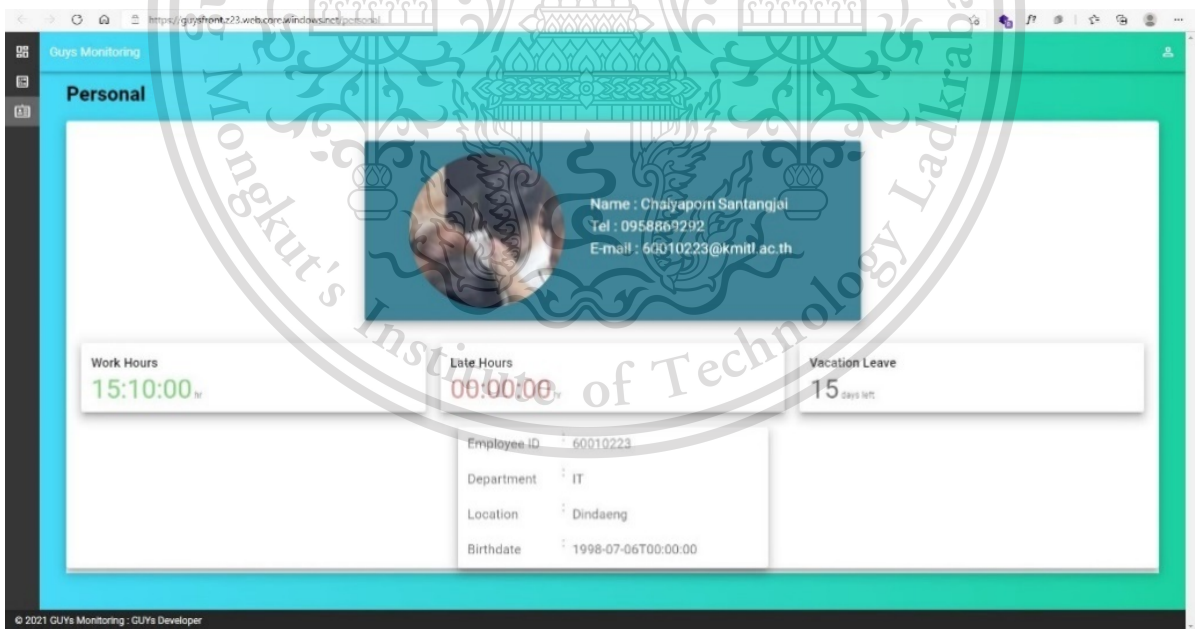 https://guysfront.z23.web.core.windows.net/personal
Guys Monitoring
Personal
Name : Chaiyaporn Santangjai
Tel : 0958869292
E-mail : 60010223@kmitl.ac.th
Work Hours
15:10:00 hr
Late Hours
00:00:00 hr
Vacation Leave
15 days left
Employee ID : 60010223
Department : IT
Location : Dindaeng
Birthdate : 1998-07-06T00:00:00
© 2021 GUYs Monitoring : GUYs Developer
Mongkut's Institute of Technology Ladkrabang